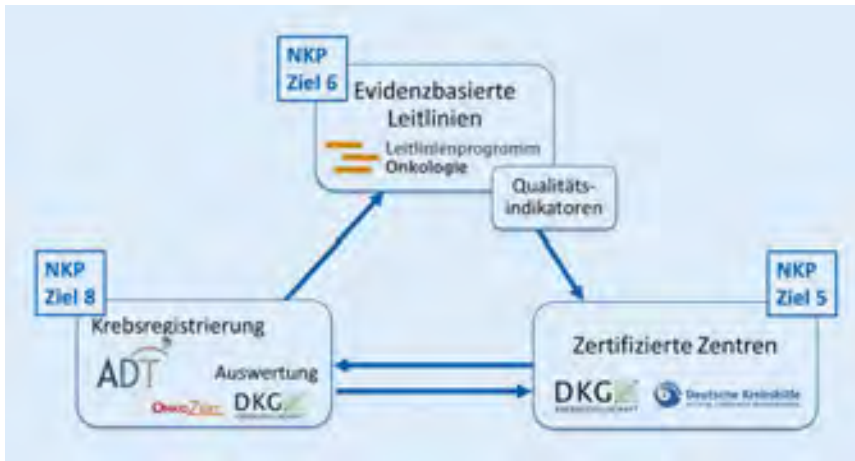 NKP
Ziel 6
Evidenzbasierte
Leitlinien
Leitlinienprogramm
Onkologie
Qualitäts-
indikatoren
NKP
Ziel 8
Krebsregistrierung
ADT
Auswertung
OnkoZert
DKG
NKP
Ziel 5
Zertifizierte Zentren
DKG
Deutsche Krebshilfe